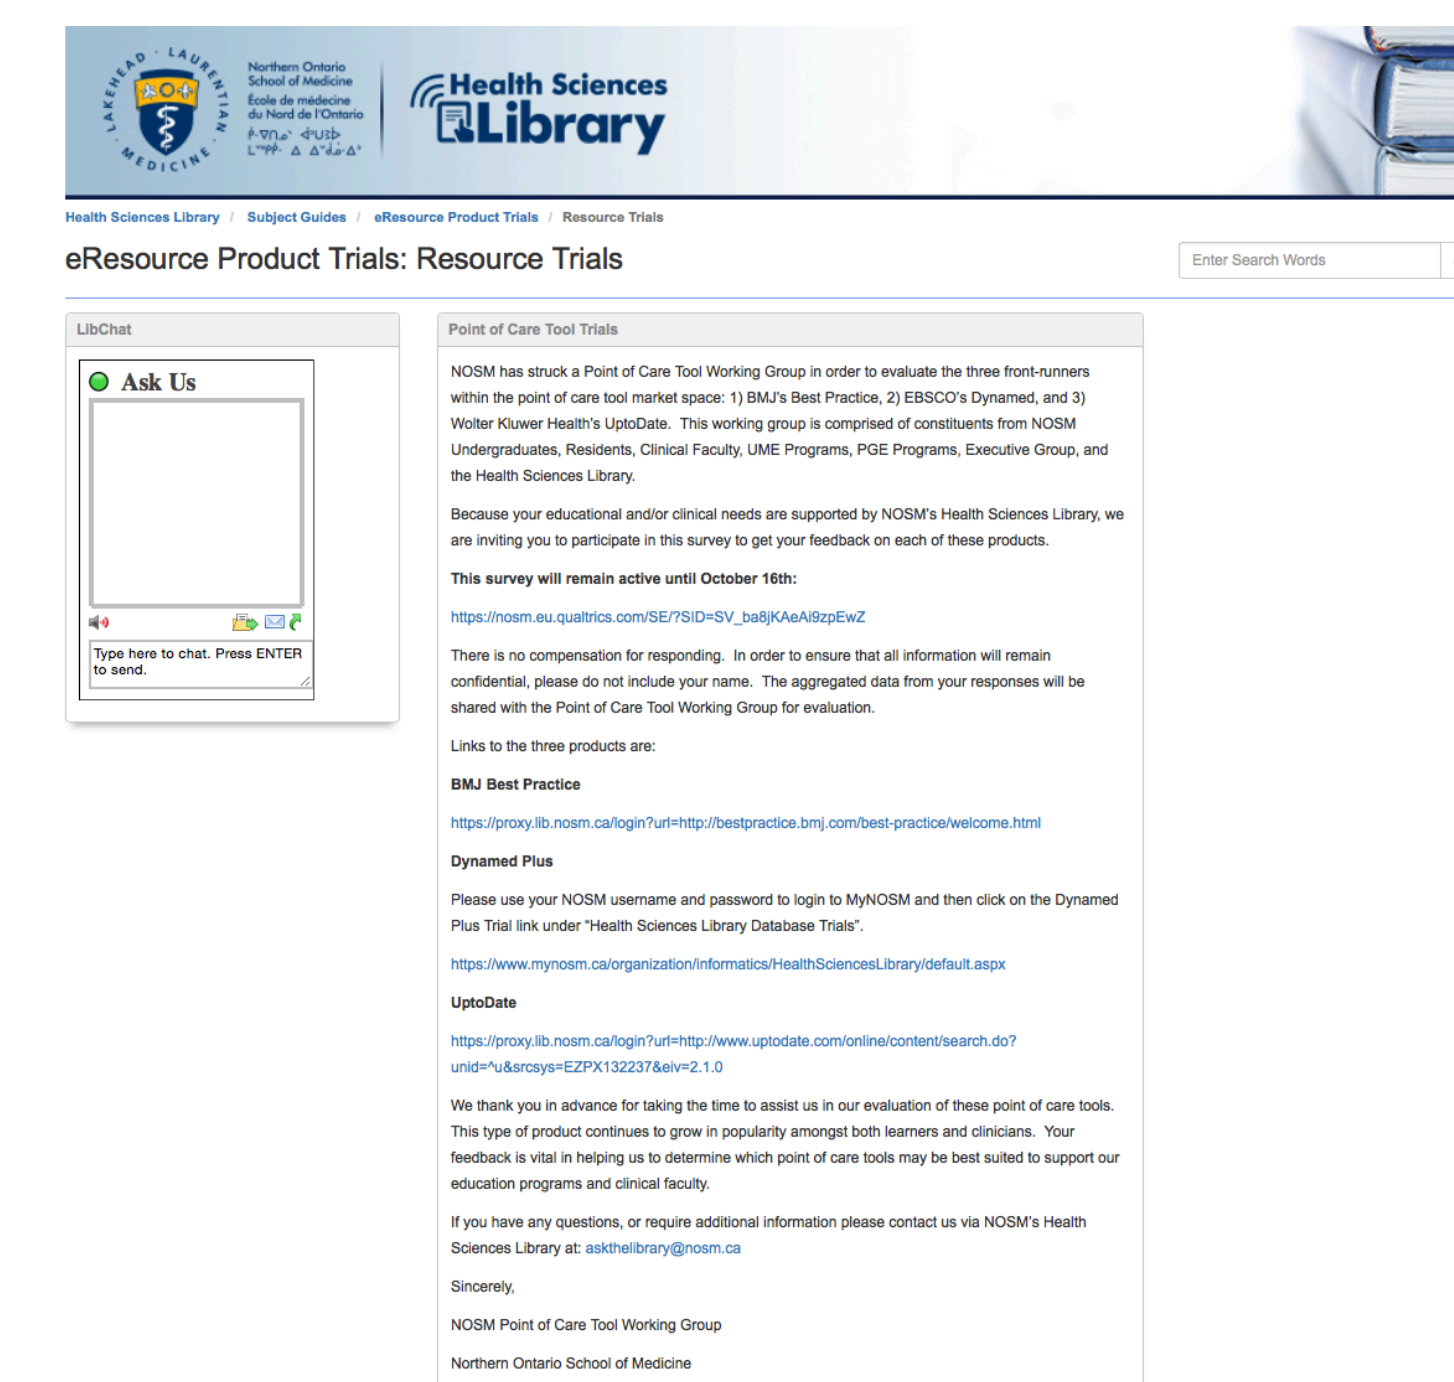 LAKEHEAD · LAURENTIAN · MEDICINE ·
Northern Ontario
School of Medicine
École de médecine
du Nord de l'Ontario
Health Sciences
Library
Health Sciences Library / Subject Guides / eResource Product Trials / Resource Trials
eResource Product Trials: Resource Trials
Enter Search Words
LibChat
Ask Us
Type here to chat. Press ENTER
to send.
Point of Care Tool Trials
NOSM has struck a Point of Care Tool Working Group in order to evaluate the three front-runners
within the point of care tool market space: 1) BMJ's Best Practice, 2) EBSCO's Dynamed, and 3)
Wolter Kluwer Health's UptoDate.  This working group is comprised of constituents from NOSM
Undergraduates, Residents, Clinical Faculty, UME Programs, PGE Programs, Executive Group, and
the Health Sciences Library.
Because your educational and/or clinical needs are supported by NOSM's Health Sciences Library, we
are inviting you to participate in this survey to get your feedback on each of these products.
This survey will remain active until October 16th:
https://nosm.eu.qualtrics.com/SE/?SID=SV_ba8jKAeAi9zpEwZ
There is no compensation for responding.  In order to ensure that all information will remain
confidential, please do not include your name.  The aggregated data from your responses will be
shared with the Point of Care Tool Working Group for evaluation.
Links to the three products are:
BMJ Best Practice
https://proxy.lib.nosm.ca/login?url=http://bestpractice.bmj.com/best-practice/welcome.html
Dynamed Plus
Please use your NOSM username and password to login to MyNOSM and then click on the Dynamed
Plus Trial link under “Health Sciences Library Database Trials”.
https://www.mynosm.ca/organization/informatics/HealthSciencesLibrary/default.aspx
UptoDate
https://proxy.lib.nosm.ca/login?url=http://www.uptodate.com/online/content/search.do?
unid=^u&srcsys=EZPX132237&eiv=2.1.0
We thank you in advance for taking the time to assist us in our evaluation of these point of care tools.
This type of product continues to grow in popularity amongst both learners and clinicians.  Your
feedback is vital in helping us to determine which point of care tools may be best suited to support our
education programs and clinical faculty.
If you have any questions, or require additional information please contact us via NOSM's Health
Sciences Library at: askthelibrary@nosm.ca
Sincerely,
NOSM Point of Care Tool Working Group
Northern Ontario School of Medicine